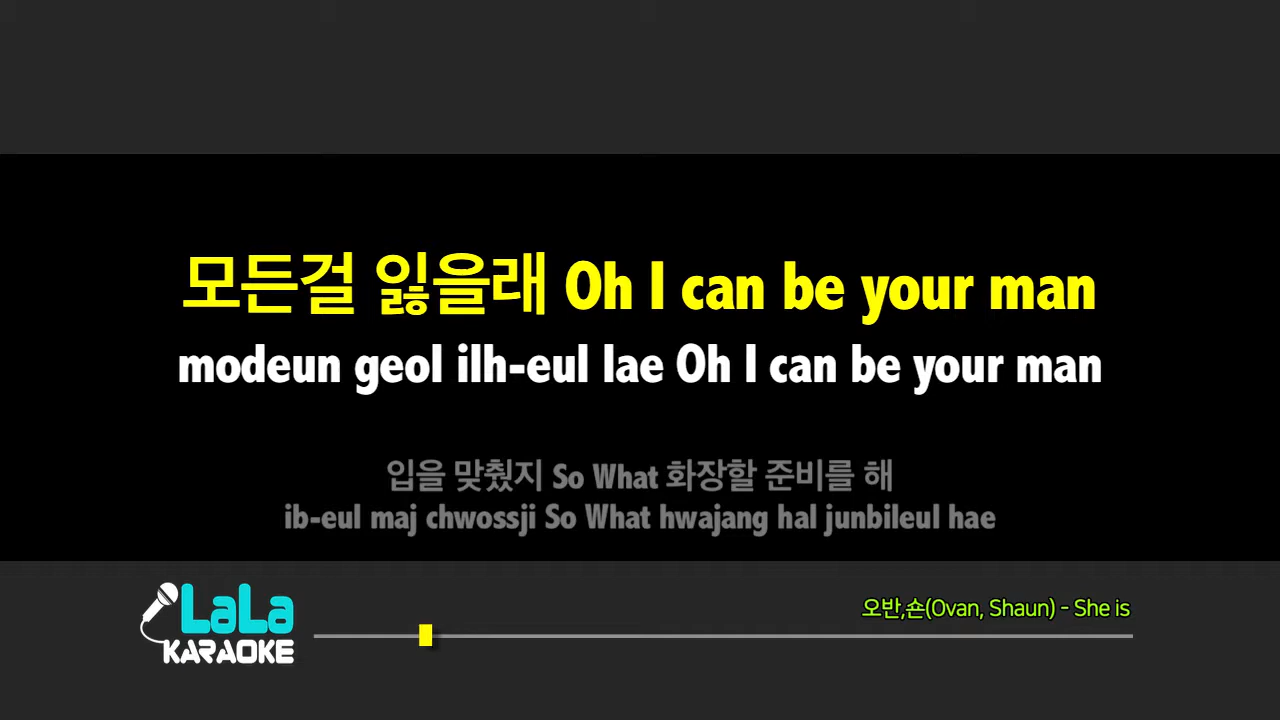 모든걸 잃을래 Oh I can be your man
modeun geol ilh-eul lae Oh I can be your man
입을 맞췄지 So What 화장할 준비를 해
ib-eul maj chwossji So What hwajang hal junbileul hae
오반,숀(Ovan, Shaun) - She is
LaLa
KARAOKE